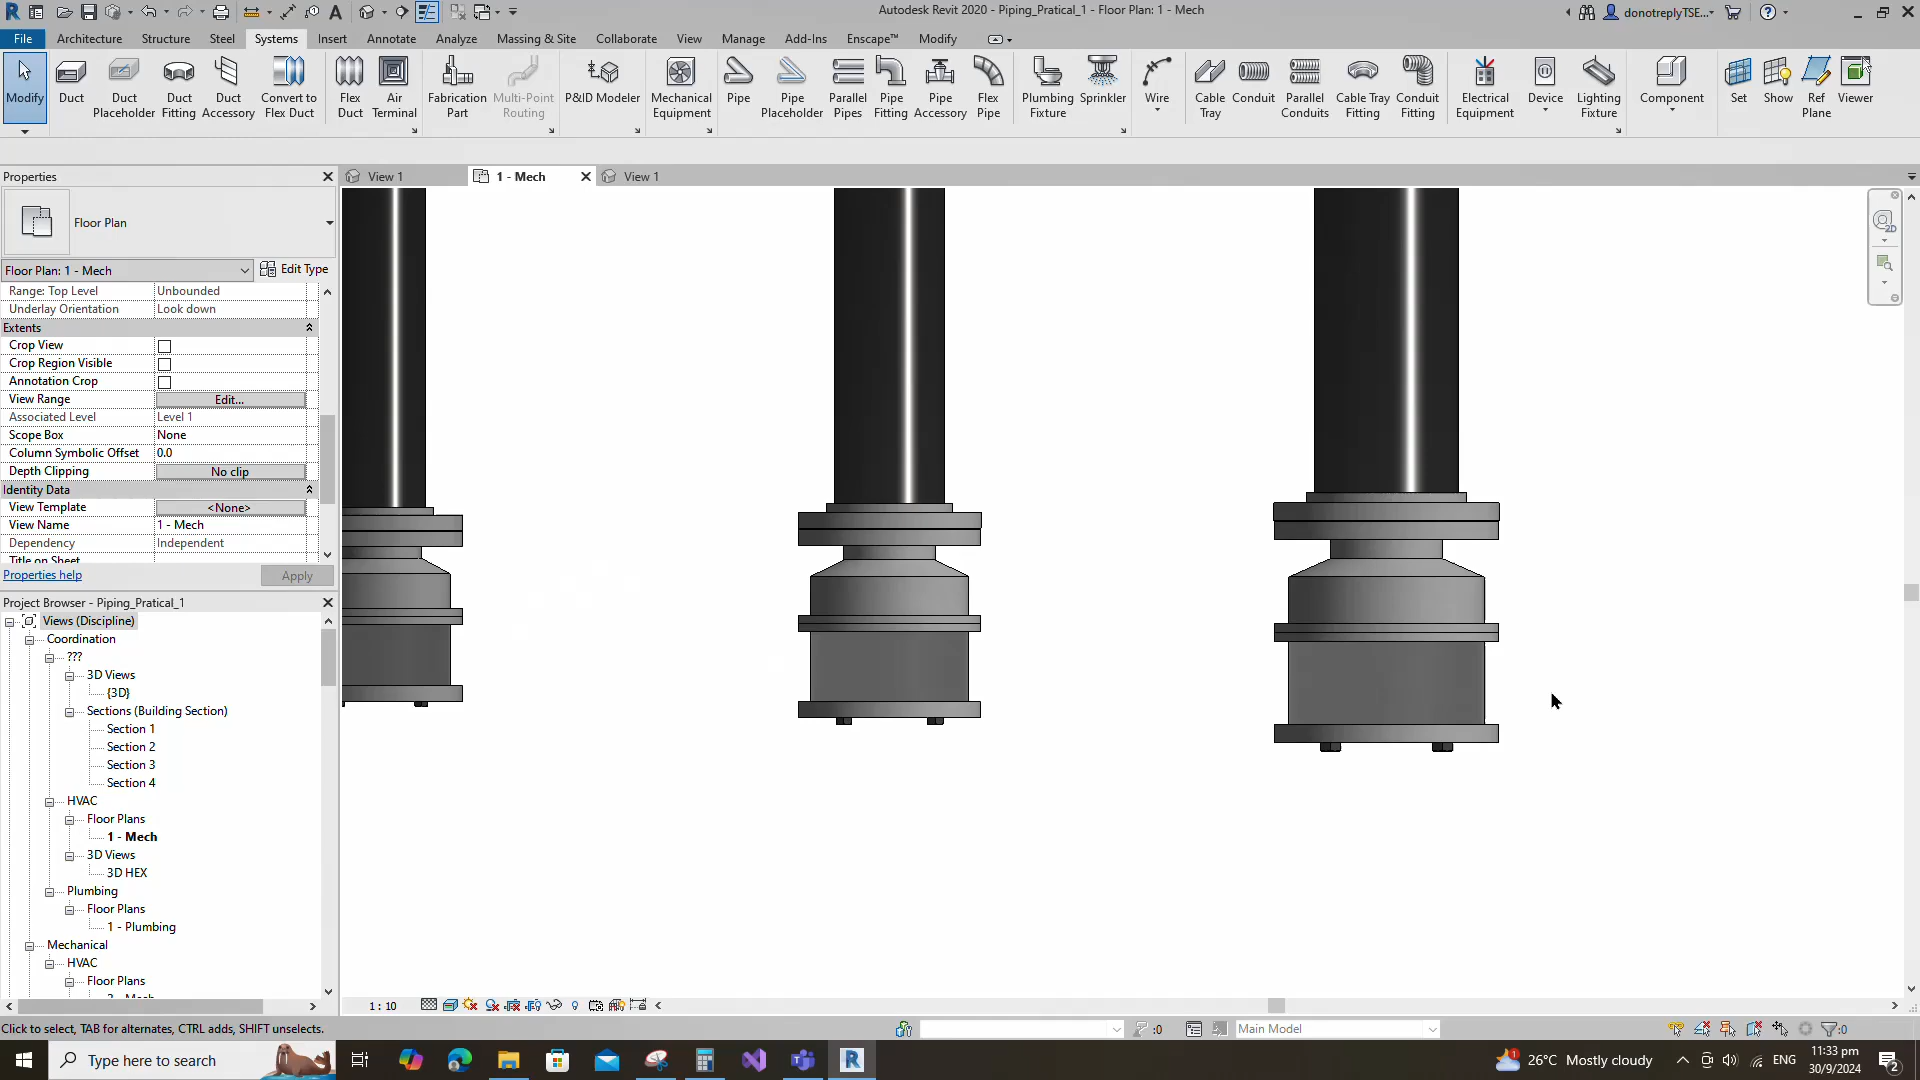 Autodesk Revit 2020 - Piping_Pratical_1 - Floor Plan: 1 - Mech
donotreplyTSE...
File Architecture Structure Steel Systems Insert Annotate Analyze Massing & Site Collaborate View Manage Add-Ins Enscape™ Modify
Modify
Duct
Duct Placeholder
Duct Fitting
Duct Accessory
Convert to Flex Duct
Flex Duct
Air Terminal
Fabrication Part
Multi-Point Routing
P&ID Modeler
Mechanical Equipment
Pipe
Pipe Placeholder
Parallel Pipes
Pipe Fitting
Pipe Accessory
Flex Pipe
Plumbing Fixture
Sprinkler
Wire
Cable Tray
Conduit
Parallel Conduits
Cable Tray Fitting
Conduit Fitting
Electrical Equipment
Device
Lighting Fixture
Component
Set
Show
Ref Plane
Viewer
Properties
View 1
1 - Mech
View 1
2D
Floor Plan
Floor Plan: 1 - Mech
Edit Type
Range: Top Level Unbounded
Underlay Orientation Look down
Extents
Crop View
Crop Region Visible
Annotation Crop
View Range Edit...
Associated Level Level 1
Scope Box None
Column Symbolic Offset 0.0
Depth Clipping No clip
Identity Data
View Template <None>
View Name 1 - Mech
Dependency Independent
Title on Sheet
Properties help
Apply
Project Browser - Piping_Pratical_1
Views (Discipline)
Coordination
???
3D Views
{3D}
Sections (Building Section)
Section 1
Section 2
Section 3
Section 4
HVAC
Floor Plans
1 - Mech
3D Views
3D HEX
Plumbing
Floor Plans
1 - Plumbing
Mechanical
HVAC
Floor Plans
2 - Mech
1 : 10
Click to select, TAB for alternates, CTRL adds, SHIFT unselects.
:0
Main Model
:0
Type here to search
1
26°C Mostly cloudy
ENG
11:33 pm
30/9/2024
2